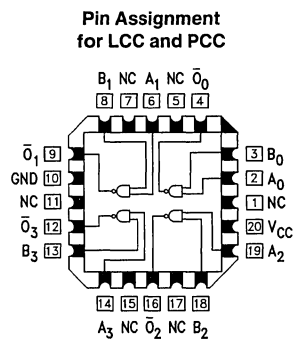 Pin Assignment
for LCC and PCC
B₁ NC A₁ NC Ō₀
8 7 6 5 4
Ō₁ 9 3 B₀
GND 10 2 A₀
NC 11 1 NC
Ō₃ 12 20 VCC
B₃ 13 19 A₂
14 15 16 17 18
A₃ NC Ō₂ NC B₂